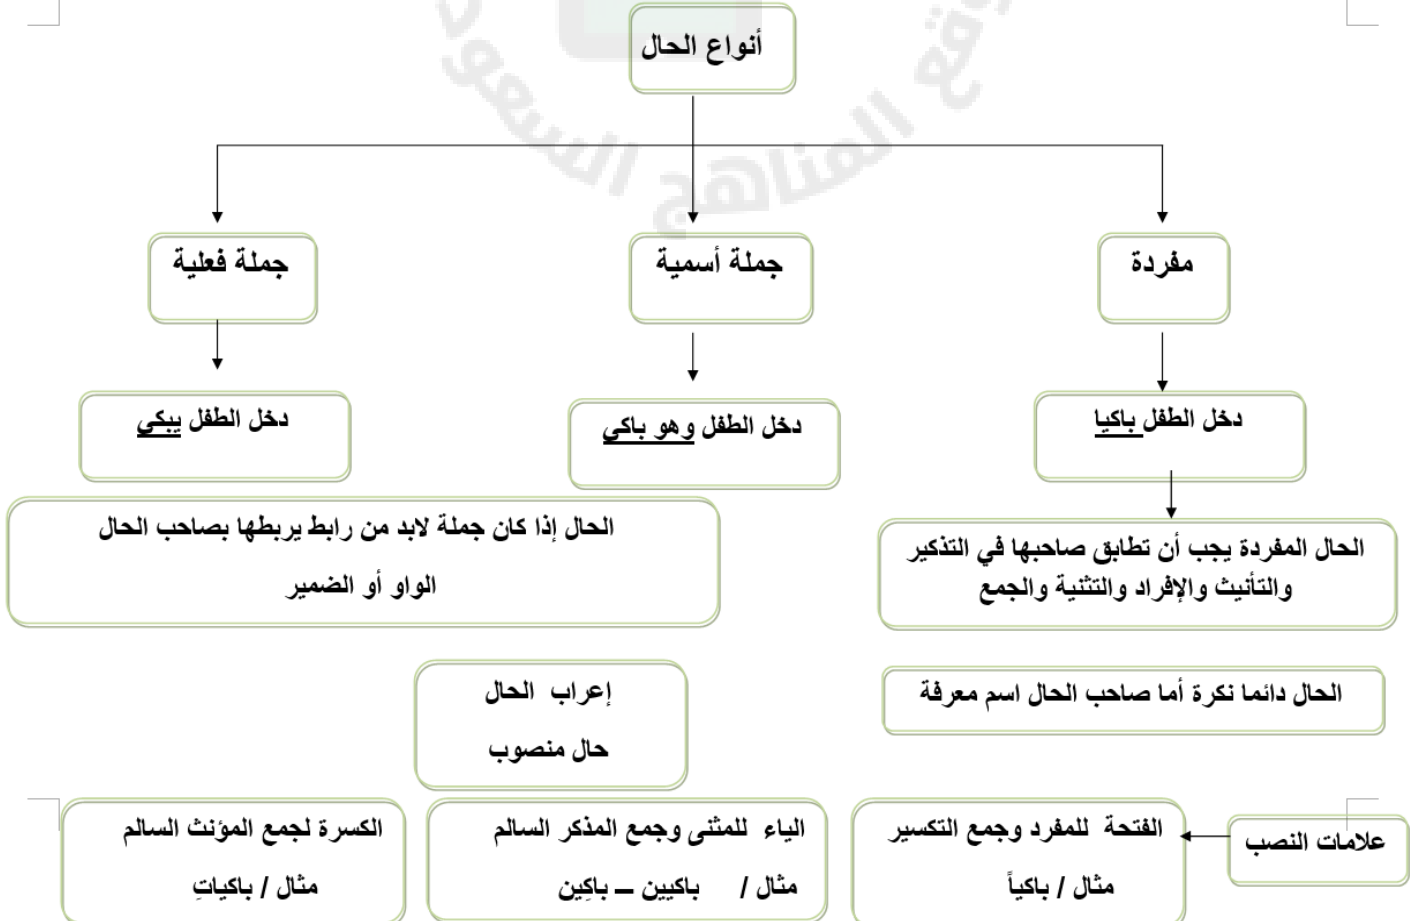 أنواع الحال
مفردة
جملة أسمية
جملة فعلية
دخل الطفل باكيا
دخل الطفل وهو باكي
دخل الطفل يبكي
الحال المفردة يجب أن تطابق صاحبها في التذكير
والتأنيث والإفراد والتثنية والجمع
الحال إذا كان جملة لابد من رابط يربطها بصاحب الحال
الواو أو الضمير
الحال دائما نكرة أما صاحب الحال اسم معرفة
إعراب الحال
حال منصوب
علامات النصب
الفتحة للمفرد وجمع التكسير
مثال / باكياً
الياء للمثنى وجمع المذكر السالم
مثال / باكيين – باكِين
الكسرة لجمع المؤنث السالم
مثال / باكياتِ
المناهج